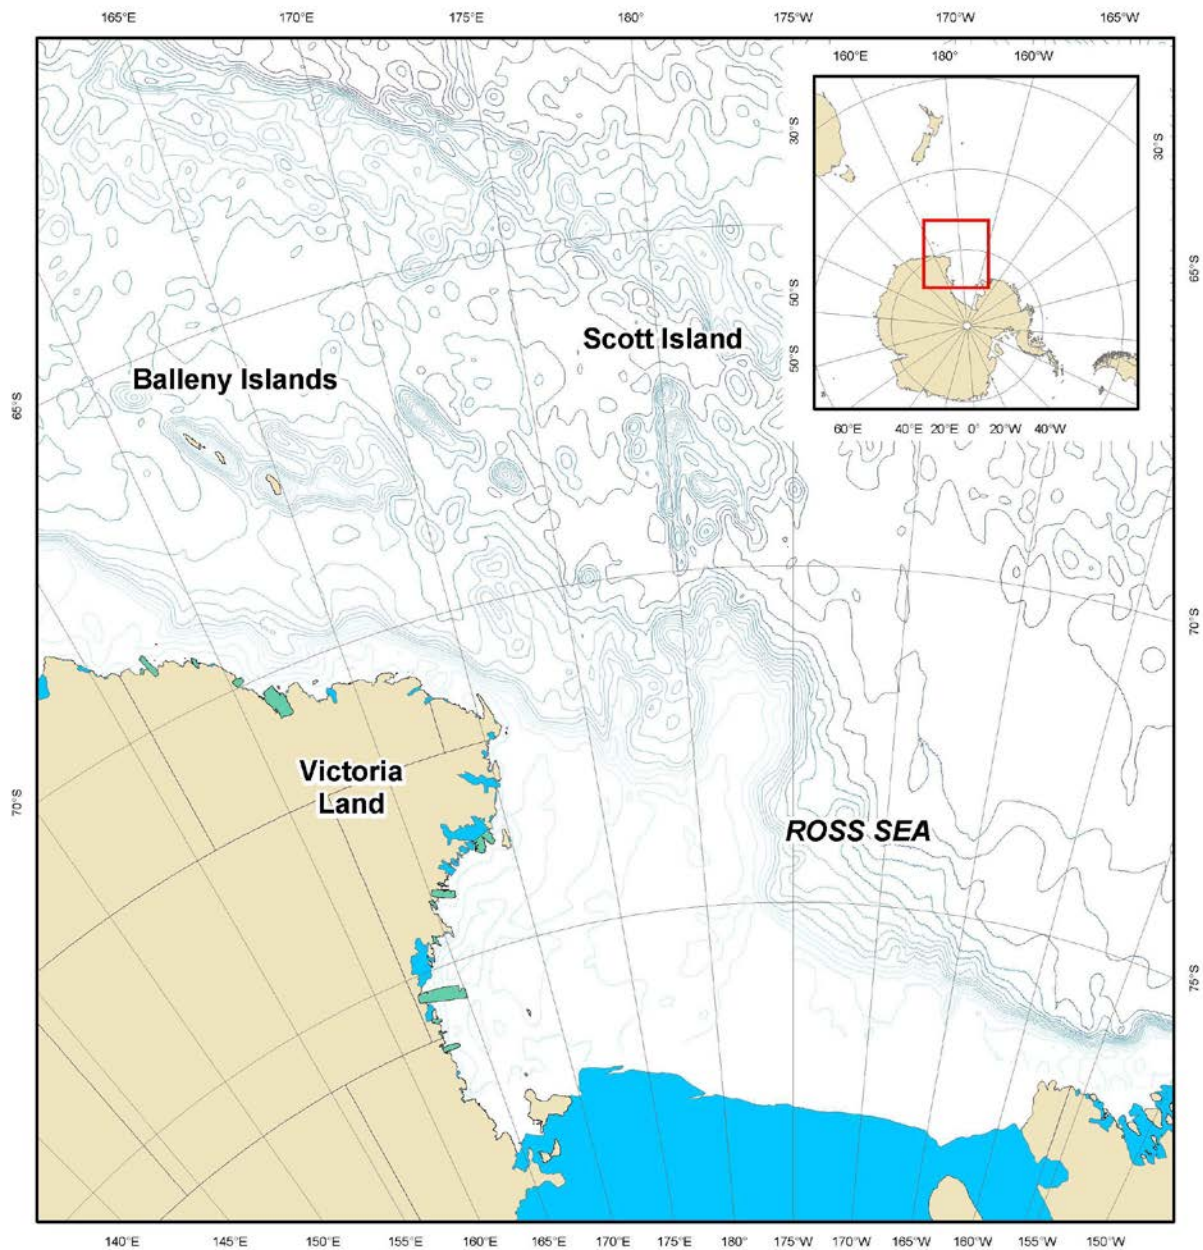 165°E 170°E 175°E 180° 175°W 170°W 165°W
160°E 180° 160°W
30°S
30°S
50°S
50°S
60°E 40°E 20°E 0° 20°W 40°W
65°S
65°S
Scott Island
Balleny Islands
70°S
Victoria
Land
70°S
ROSS SEA
75°S
140°E 145°E 150°E 155°E 160°E 165°E 170°E 175°E 180° 175°W 170°W 165°W 160°W 155°W 150°W